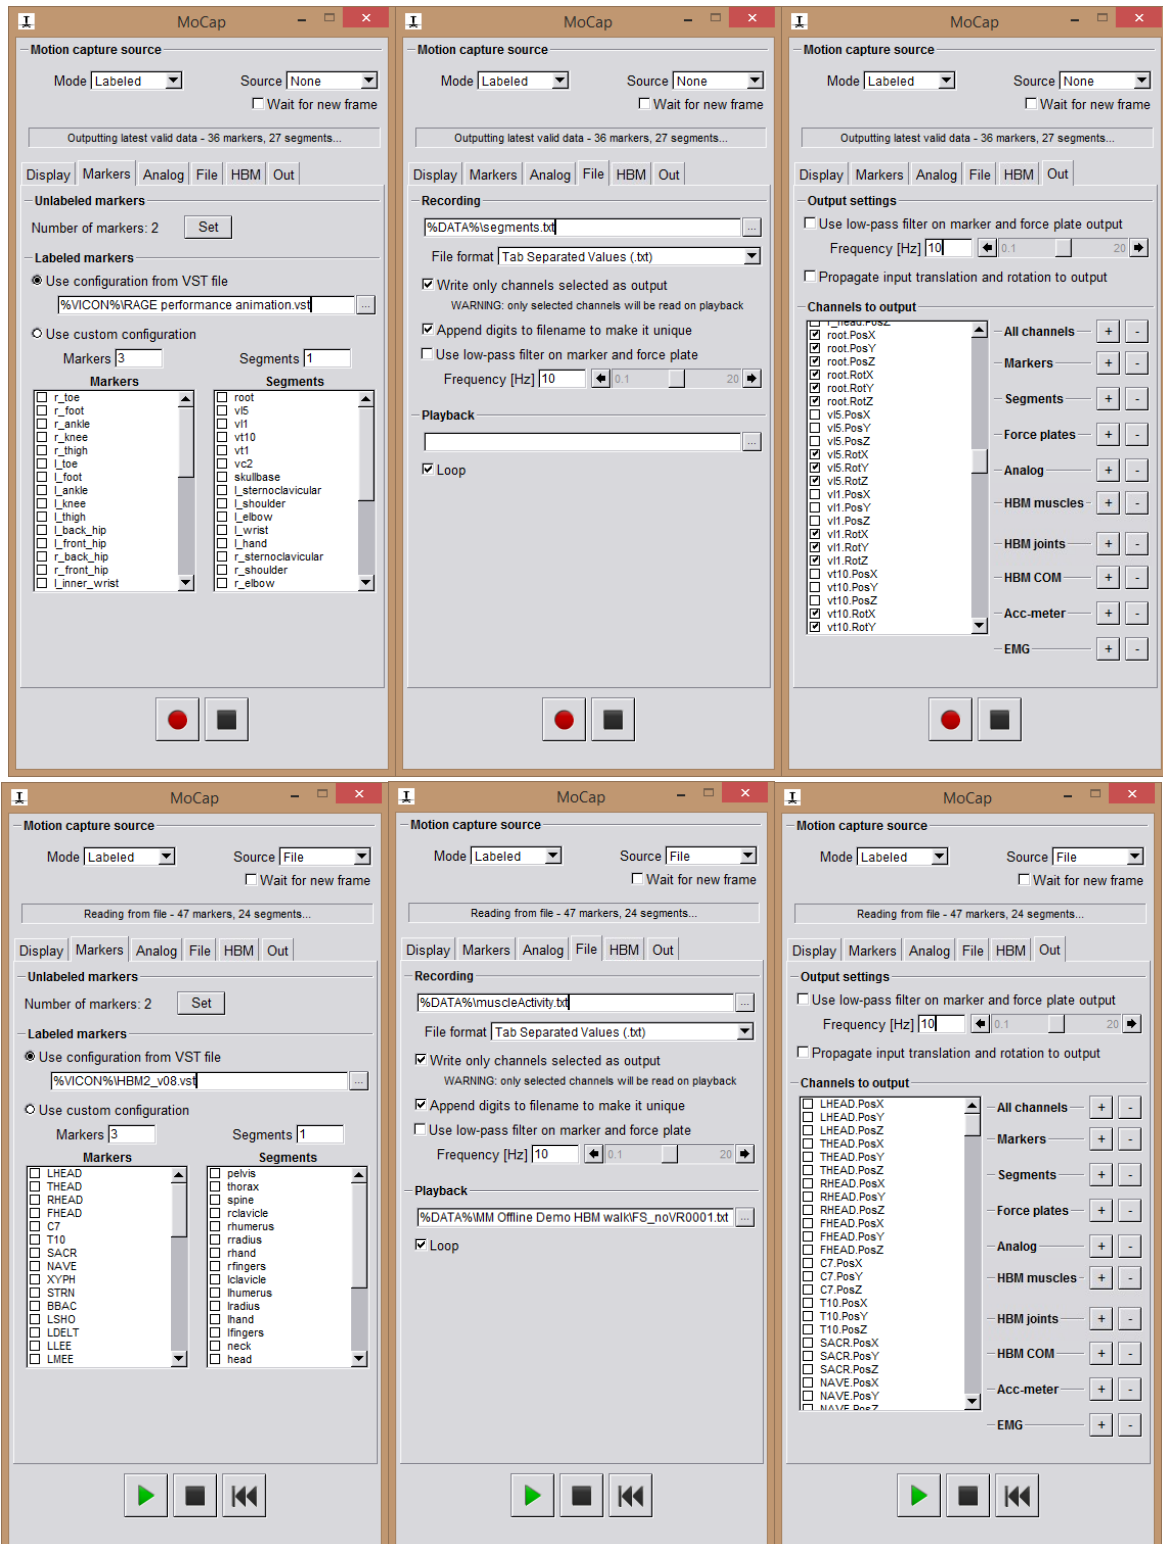 MoCap
Motion capture source
Mode Labeled Source None
Wait for new frame
Outputting latest valid data - 36 markers, 27 segments...
Display Markers Analog File HBM Out
Unlabeled markers
Number of markers: 2 Set
Labeled markers
Use configuration from VST file
%VICON%\RAGE performance animation.vst ...
Use custom configuration
Markers 3 Segments 1
Markers Segments
r_toe root
r_foot vl5
r_ankle vl1
r_knee vt10
r_thigh vt1
l_toe vc2
l_foot skullbase
l_ankle l_sternoclavicular
l_knee l_shoulder
l_thigh l_elbow
l_back_hip l_wrist
l_front_hip l_hand
r_back_hip r_sternoclavicular
r_front_hip r_shoulder
l_inner_wrist r_elbow
MoCap
Motion capture source
Mode Labeled Source None
Wait for new frame
Outputting latest valid data - 36 markers, 27 segments...
Display Markers Analog File HBM Out
Recording
%DATA%\segments.txt ...
File format Tab Separated Values (.txt)
Write only channels selected as output
WARNING: only selected channels will be read on playback
Append digits to filename to make it unique
Use low-pass filter on marker and force plate
Frequency [Hz] 10 0.1 20
Playback
...
Loop
MoCap
Motion capture source
Mode Labeled Source None
Wait for new frame
Outputting latest valid data - 36 markers, 27 segments...
Display Markers Analog File HBM Out
Output settings
Use low-pass filter on marker and force plate output
Frequency [Hz] 10 0.1 20
Propagate input translation and rotation to output
Channels to output
r_head.PosZ
root.PosX All channels + -
root.PosY
root.PosZ Markers + -
root.RotX
root.RotY
root.RotZ Segments + -
vl5.PosX
vl5.PosY
vl5.PosZ Force plates + -
vl5.RotX
vl5.RotY Analog + -
vl5.RotZ
vl1.PosX
vl1.PosY HBM muscles + -
vl1.PosZ
vl1.RotX
vl1.RotY HBM joints + -
vl1.RotZ
vt10.PosX HBM COM + -
vt10.PosY
vt10.PosZ
vt10.RotX Acc-meter + -
vt10.RotY
EMG + -
MoCap
Motion capture source
Mode Labeled Source File
Wait for new frame
Reading from file - 47 markers, 24 segments...
Display Markers Analog File HBM Out
Unlabeled markers
Number of markers: 2 Set
Labeled markers
Use configuration from VST file
%VICON%\HBM2_v08.vst ...
Use custom configuration
Markers 3 Segments 1
Markers Segments
LHEAD pelvis
THEAD thorax
RHEAD spine
FHEAD rclavicle
C7 rhumerus
T10 rradius
SACR rhand
NAVE rfingers
XYPH lclavicle
STRN lhumerus
BBAC lradius
LSHO lhand
LDELT lfingers
LLEE neck
LMEE head
MoCap
Motion capture source
Mode Labeled Source File
Wait for new frame
Reading from file - 47 markers, 24 segments...
Display Markers Analog File HBM Out
Recording
%DATA%\muscleActivity.txt ...
File format Tab Separated Values (.txt)
Write only channels selected as output
WARNING: only selected channels will be read on playback
Append digits to filename to make it unique
Use low-pass filter on marker and force plate
Frequency [Hz] 10 0.1 20
Playback
%DATA%\MM Offline Demo HBM walk\FS_noVR0001.txt ...
Loop
MoCap
Motion capture source
Mode Labeled Source File
Wait for new frame
Reading from file - 47 markers, 24 segments...
Display Markers Analog File HBM Out
Output settings
Use low-pass filter on marker and force plate output
Frequency [Hz] 10 0.1 20
Propagate input translation and rotation to output
Channels to output
LHEAD.PosX All channels + -
LHEAD.PosY
LHEAD.PosZ
THEAD.PosX Markers + -
THEAD.PosY
THEAD.PosZ Segments + -
RHEAD.PosX
RHEAD.PosY
RHEAD.PosZ Force plates + -
FHEAD.PosX
FHEAD.PosY
FHEAD.PosZ Analog + -
C7.PosX
C7.PosY HBM muscles + -
C7.PosZ
T10.PosX
T10.PosY HBM joints + -
T10.PosZ
SACR.PosX
SACR.PosY HBM COM + -
SACR.PosZ
NAVE.PosX Acc-meter + -
NAVE.PosY
NAVE.PosZ
EMG + -